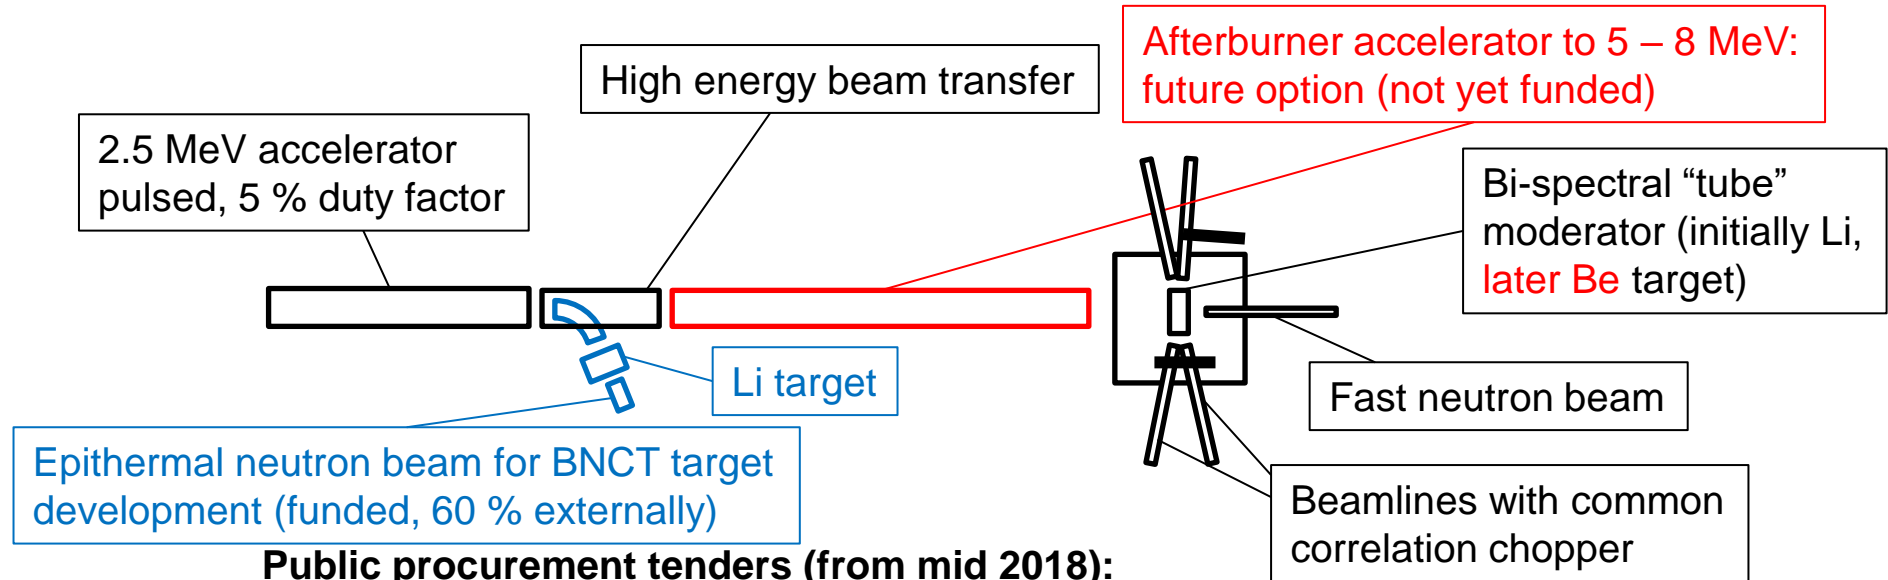 Afterburner accelerator to 5 – 8 MeV:
future option (not yet funded)
High energy beam transfer
2.5 MeV accelerator
pulsed, 5 % duty factor
Bi-spectral “tube”
moderator (initially Li,
later Be target)
Li target
Fast neutron beam
Epithermal neutron beam for BNCT target
development (funded, 60 % externally)
Beamlines with common
correlation chopper
Public procurement tenders (from mid 2018):